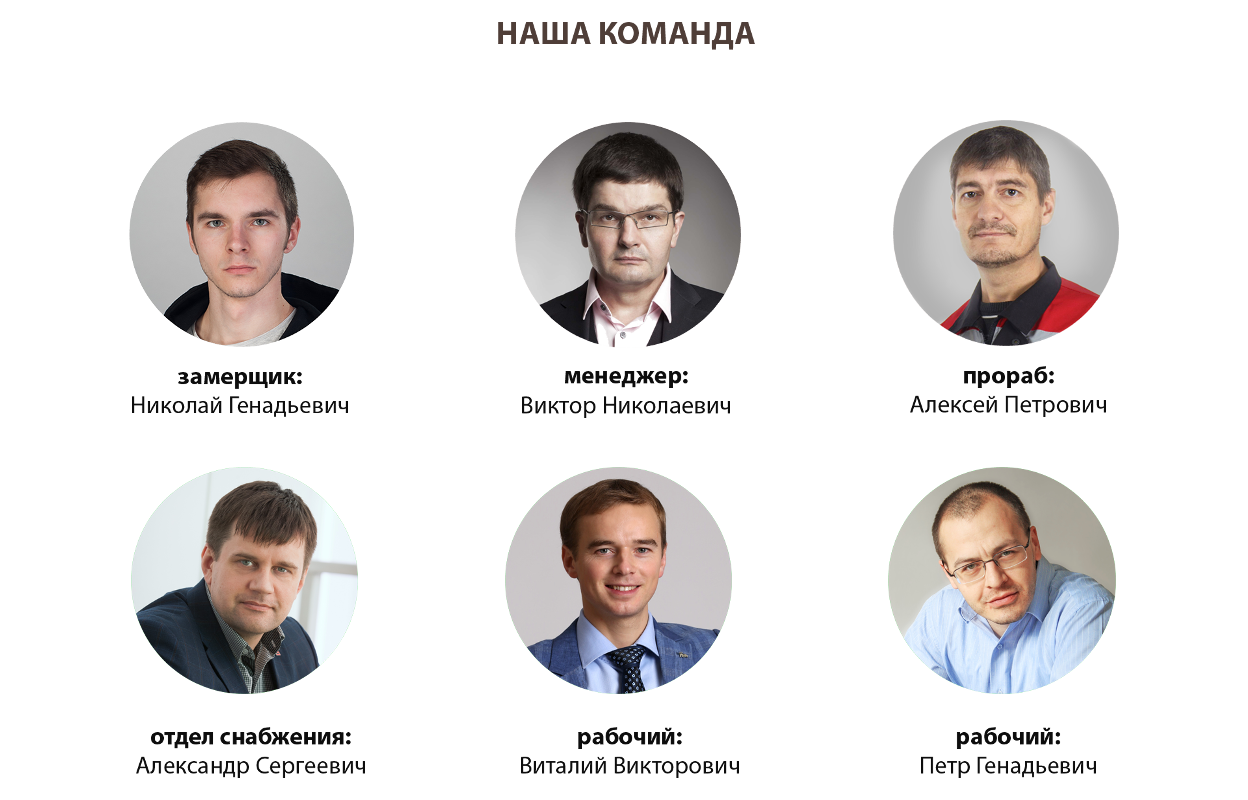 НАША КОМАНДА
замерщик:
Николай Генадьевич
менеджер:
Виктор Николаевич
прораб:
Алексей Петрович
отдел снабжения:
Александр Сергеевич
рабочий:
Виталий Викторович
рабочий:
Петр Генадьевич